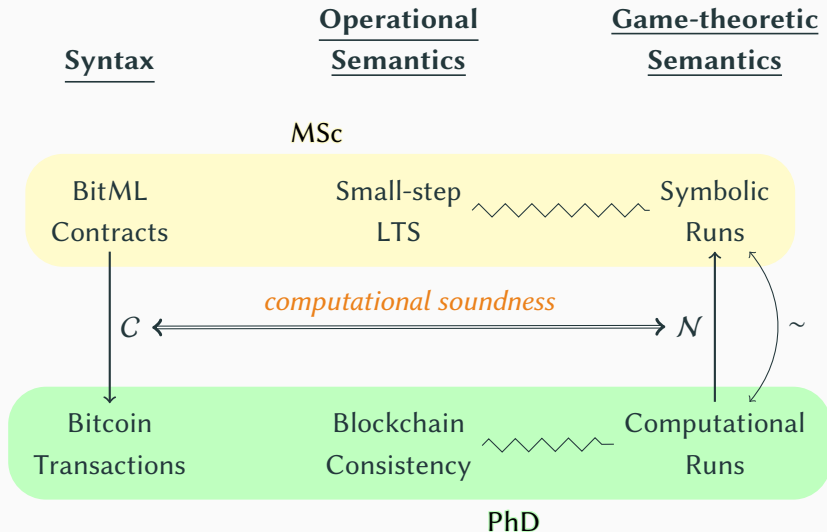 Syntax
Operational
Semantics
Game-theoretic
Semantics
MSc
BitML
Contracts
Small-step
LTS
Symbolic
Runs
computational soundness
C
N
~
Bitcoin
Transactions
Blockchain
Consistency
Computational
Runs
PhD